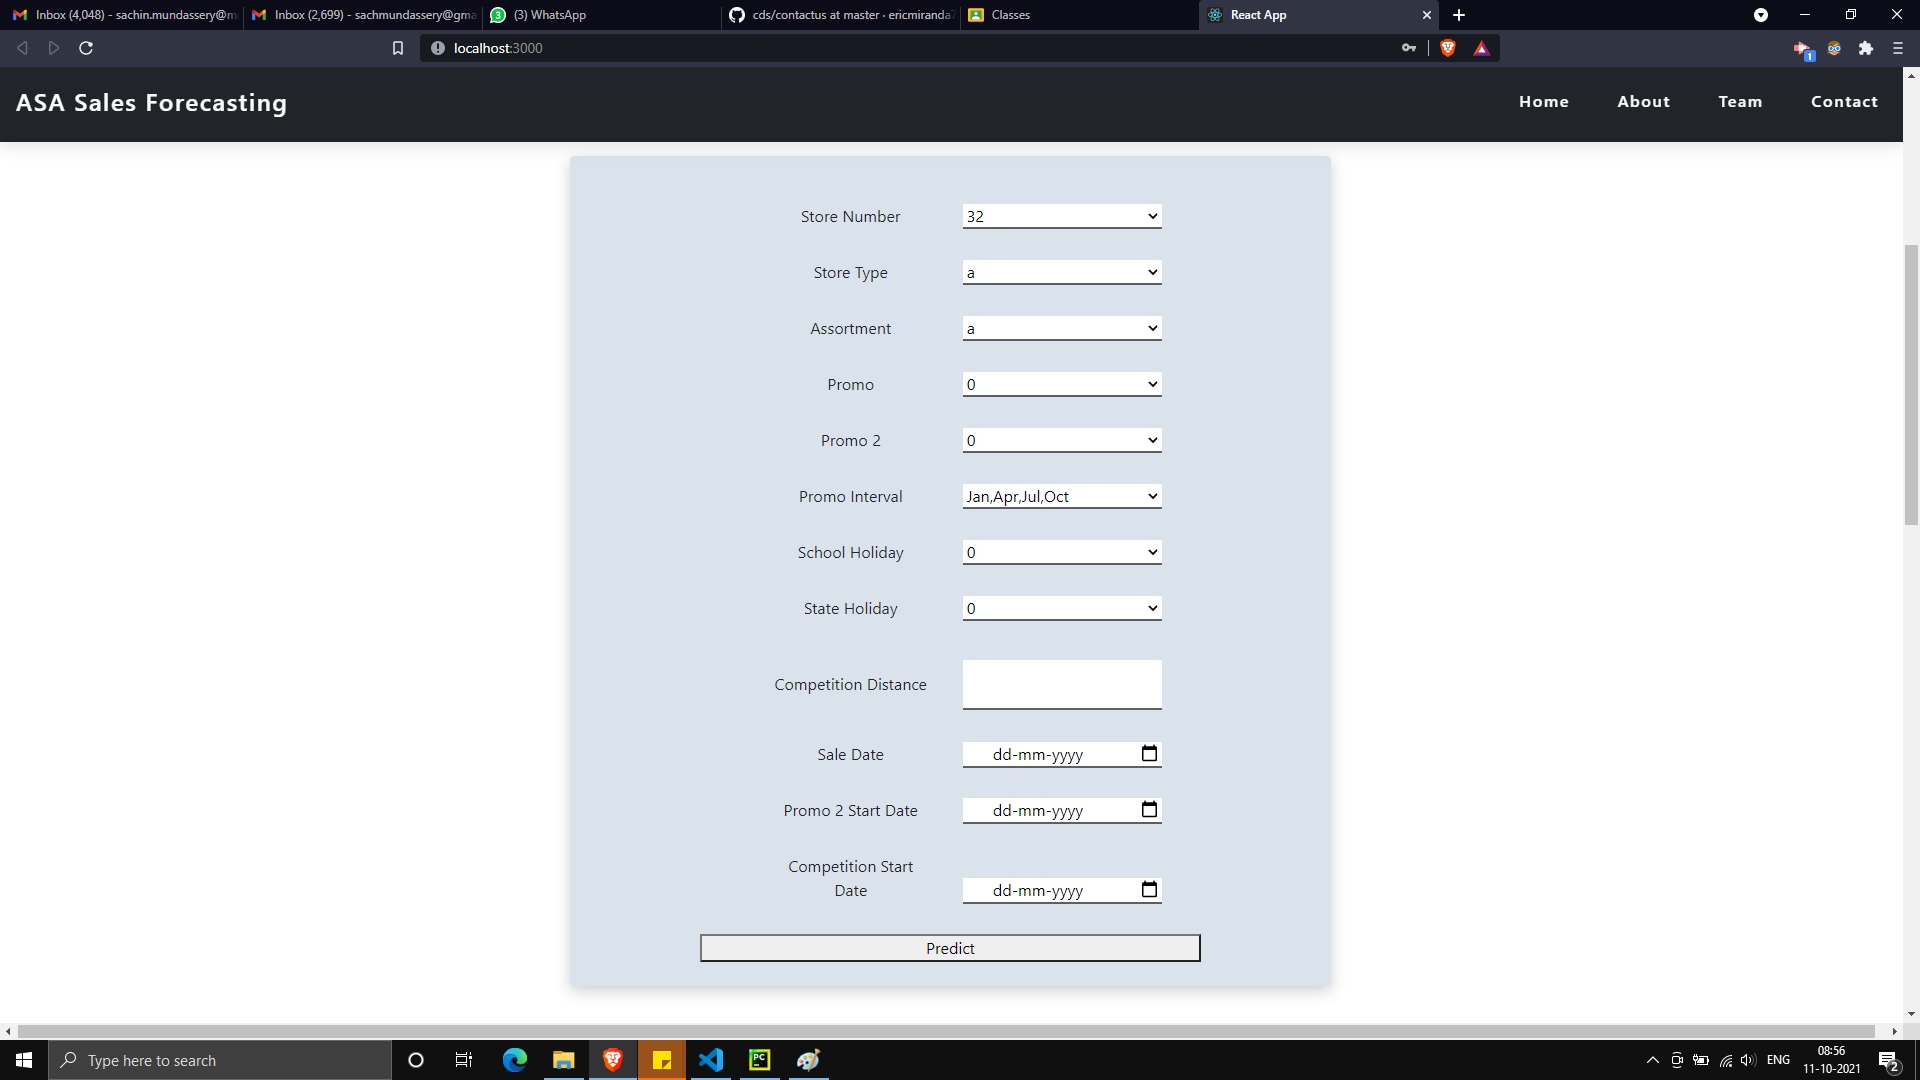 Inbox (4,048) - sachin.mundassery@m
Inbox (2,699) - sachmundassery@gma
3
(3) WhatsApp
cds/contactus at master · ericmiranda7
Classes
React App
localhost:3000
1
ASA Sales Forecasting
Home
About
Team
Contact
Store Number
32
Store Type
a
Assortment
a
Promo
0
Promo 2
0
Promo Interval
Jan,Apr,Jul,Oct
School Holiday
0
State Holiday
0
Competition Distance
Sale Date
dd-mm-yyyy
Promo 2 Start Date
dd-mm-yyyy
Competition Start
Date
dd-mm-yyyy
Predict
Type here to search
PC
ENG
08:56
11-10-2021
2